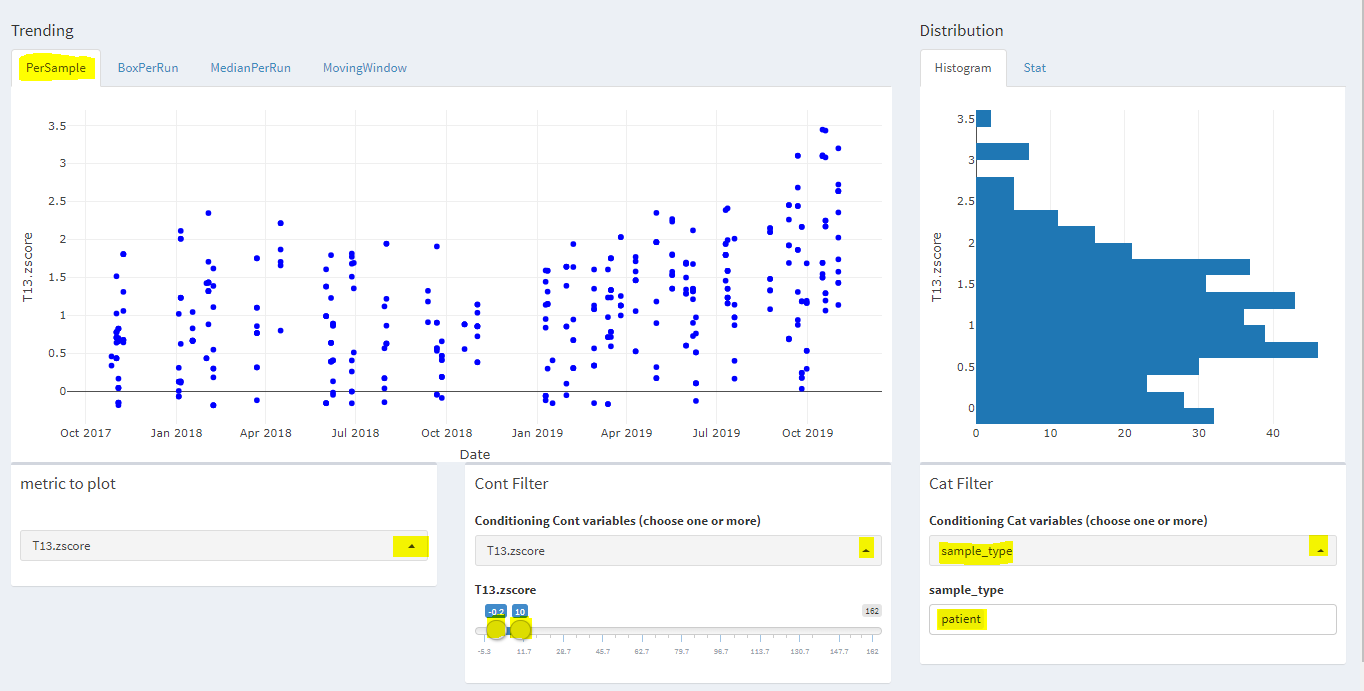 Trending
PerSample BoxPerRun MedianPerRun MovingWindow
T13.zscore
3.5
3
2.5
2
1.5
1
0.5
0
Oct 2017 Jan 2018 Apr 2018 Jul 2018 Oct 2018 Jan 2019 Apr 2019 Jul 2019 Oct 2019
Date
Distribution
Histogram Stat
T13.zscore
3.5
3
2.5
2
1.5
1
0.5
0
0 10 20 30 40
metric to plot
T13.zscore
Cont Filter
Conditioning Cont variables (choose one or more)
T13.zscore
T13.zscore
-0.2 10 162
-5.3 11.7 28.7 45.7 62.7 79.7 96.7 113.7 130.7 147.7 162
Cat Filter
Conditioning Cat variables (choose one or more)
sample_type
sample_type
patient